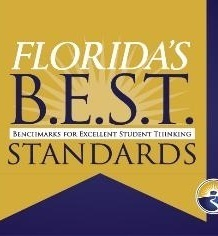 FLORIDA'S
B.E.S.T.
BENCHMARKS FOR EXCELLENT STUDENT THINKING
STANDARDS